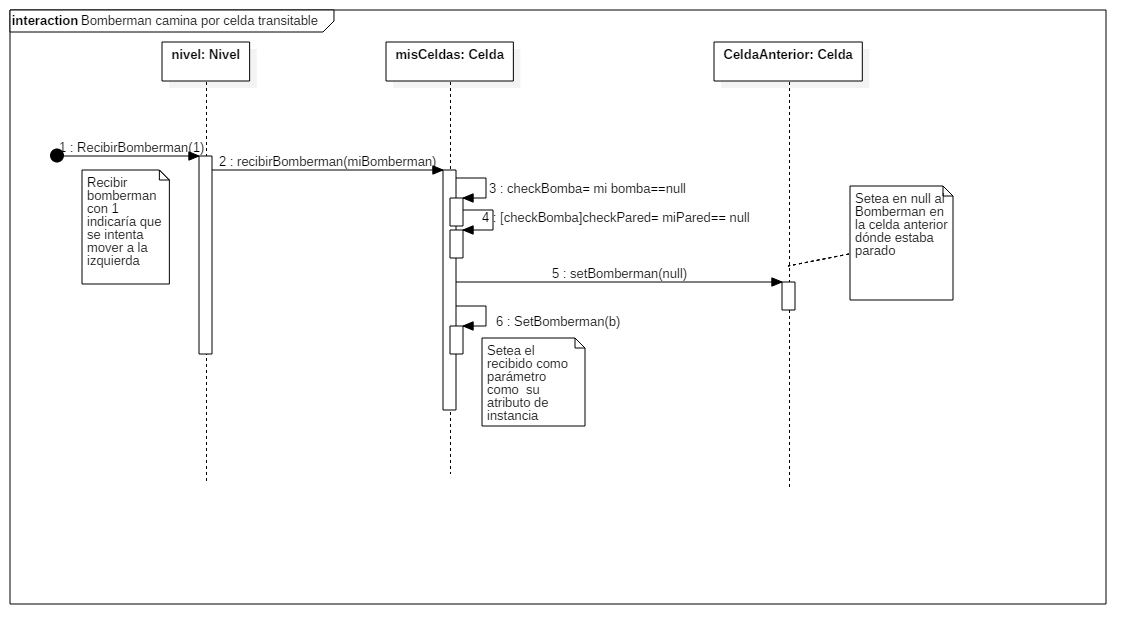 interaction Bomberman camina por celda transitable
nivel: Nivel
misCeldas: Celda
CeldaAnterior: Celda
1 : RecibirBomberman(1)
2 : recibirBomberman(miBomberman)
Recibir
bomberman
con 1
indicaría que
se intenta
mover a la
izquierda
3 : checkBomba= mi bomba==null
4 : [checkBomba]checkPared= miPared== null
Setea en null al
Bomberman en
la celda anterior
dónde estaba
parado
5 : setBomberman(null)
6 : SetBomberman(b)
Setea el
recibido como
parámetro
como  su
atributo de
instancia